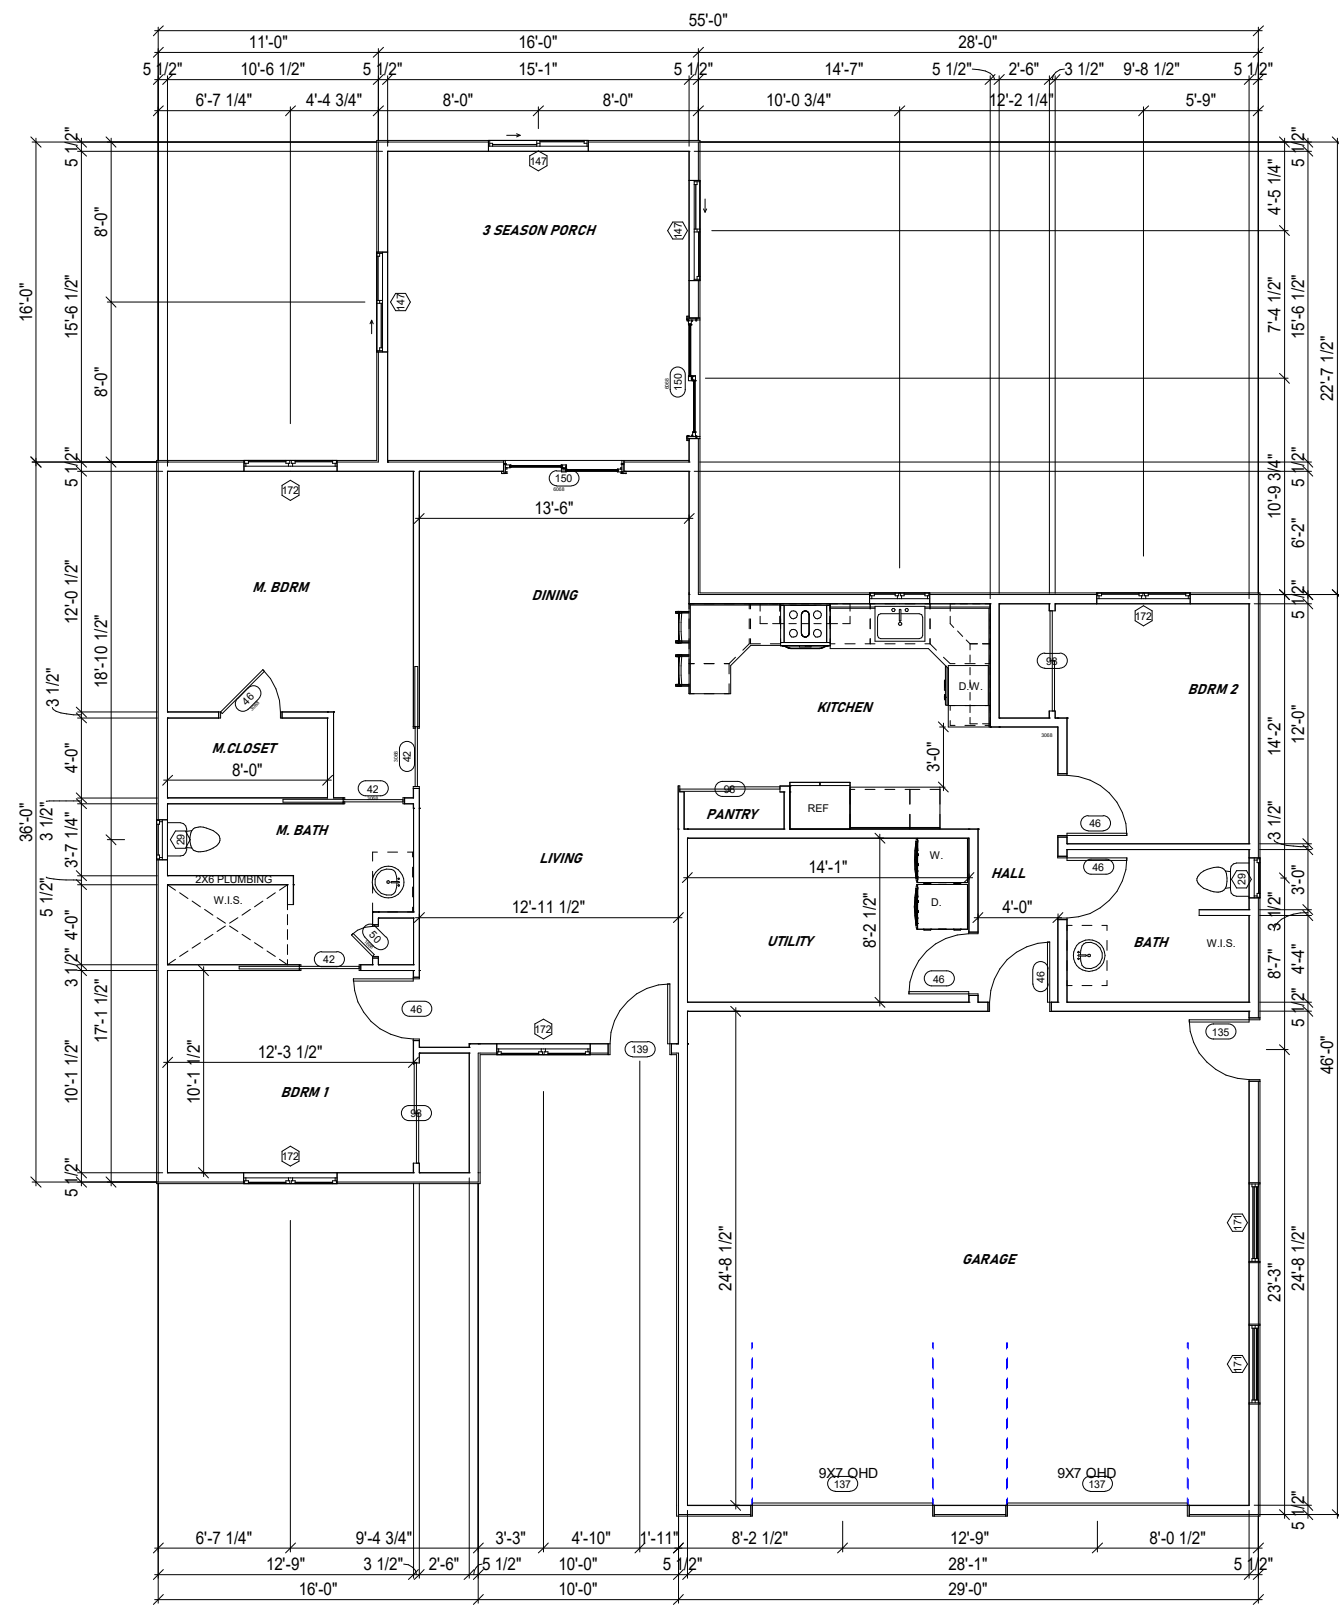 55'-0"
11'-0" 16'-0" 28'-0"
5 1/2" 10'-6 1/2" 5 1/2" 15'-1" 5 1/2" 14'-7" 5 1/2" 2'-6" 3 1/2" 9'-8 1/2" 5 1/2"
6'-7 1/4" 4'-4 3/4" 8'-0" 8'-0" 10'-0 3/4" 12'-2 1/4" 5'-9"
16'-0"
36'-0"
5 1/2"
15'-6 1/2"
5 1/2"
12'-0 1/2"
3 1/2"
4'-0"
3 1/2"
3'-7 1/4"
5 1/2"
4'-0"
3 1/2"
10'-1 1/2"
5 1/2"
8'-0"
8'-0"
18'-10 1/2"
17'-1 1/2"
147
3 SEASON PORCH
147
147
150
150
172
13'-6"
M. BDRM
DINING
46
M.CLOSET
8'-0"
42
42
M. BATH
29
2X6 PLUMBING
W.I.S.
50
42
LIVING
12'-11 1/2"
46
172
139
12'-3 1/2"
10'-1 1/2"
BDRM 1
98
172
KITCHEN
D.W.
3'-0"
98
PANTRY
REF
172
98
BDRM 2
3068
46
14'-1"
W.
D.
8'-2 1/2"
UTILITY
46
HALL
4'-0"
46
46
29
BATH
W.I.S.
135
GARAGE
24'-8 1/2"
171
171
9X7 OHD
137
9X7 OHD
137
4'-5 1/4"
7'-4 1/2"
10'-9 3/4"
14'-2"
8'-7"
23'-3"
5 1/2"
15'-6 1/2"
5 1/2"
6'-2"
5 1/2"
12'-0"
3 1/2"
3'-0"
3 1/2"
4'-4"
5 1/2"
24'-8 1/2"
5 1/2"
22'-7 1/2"
46'-0"
6'-7 1/4" 9'-4 3/4" 3'-3" 4'-10" 1'-11" 8'-2 1/2" 12'-9" 8'-0 1/2"
12'-9" 3 1/2" 2'-6" 5 1/2" 10'-0" 5 1/2" 28'-1" 5 1/2"
16'-0" 10'-0" 29'-0"